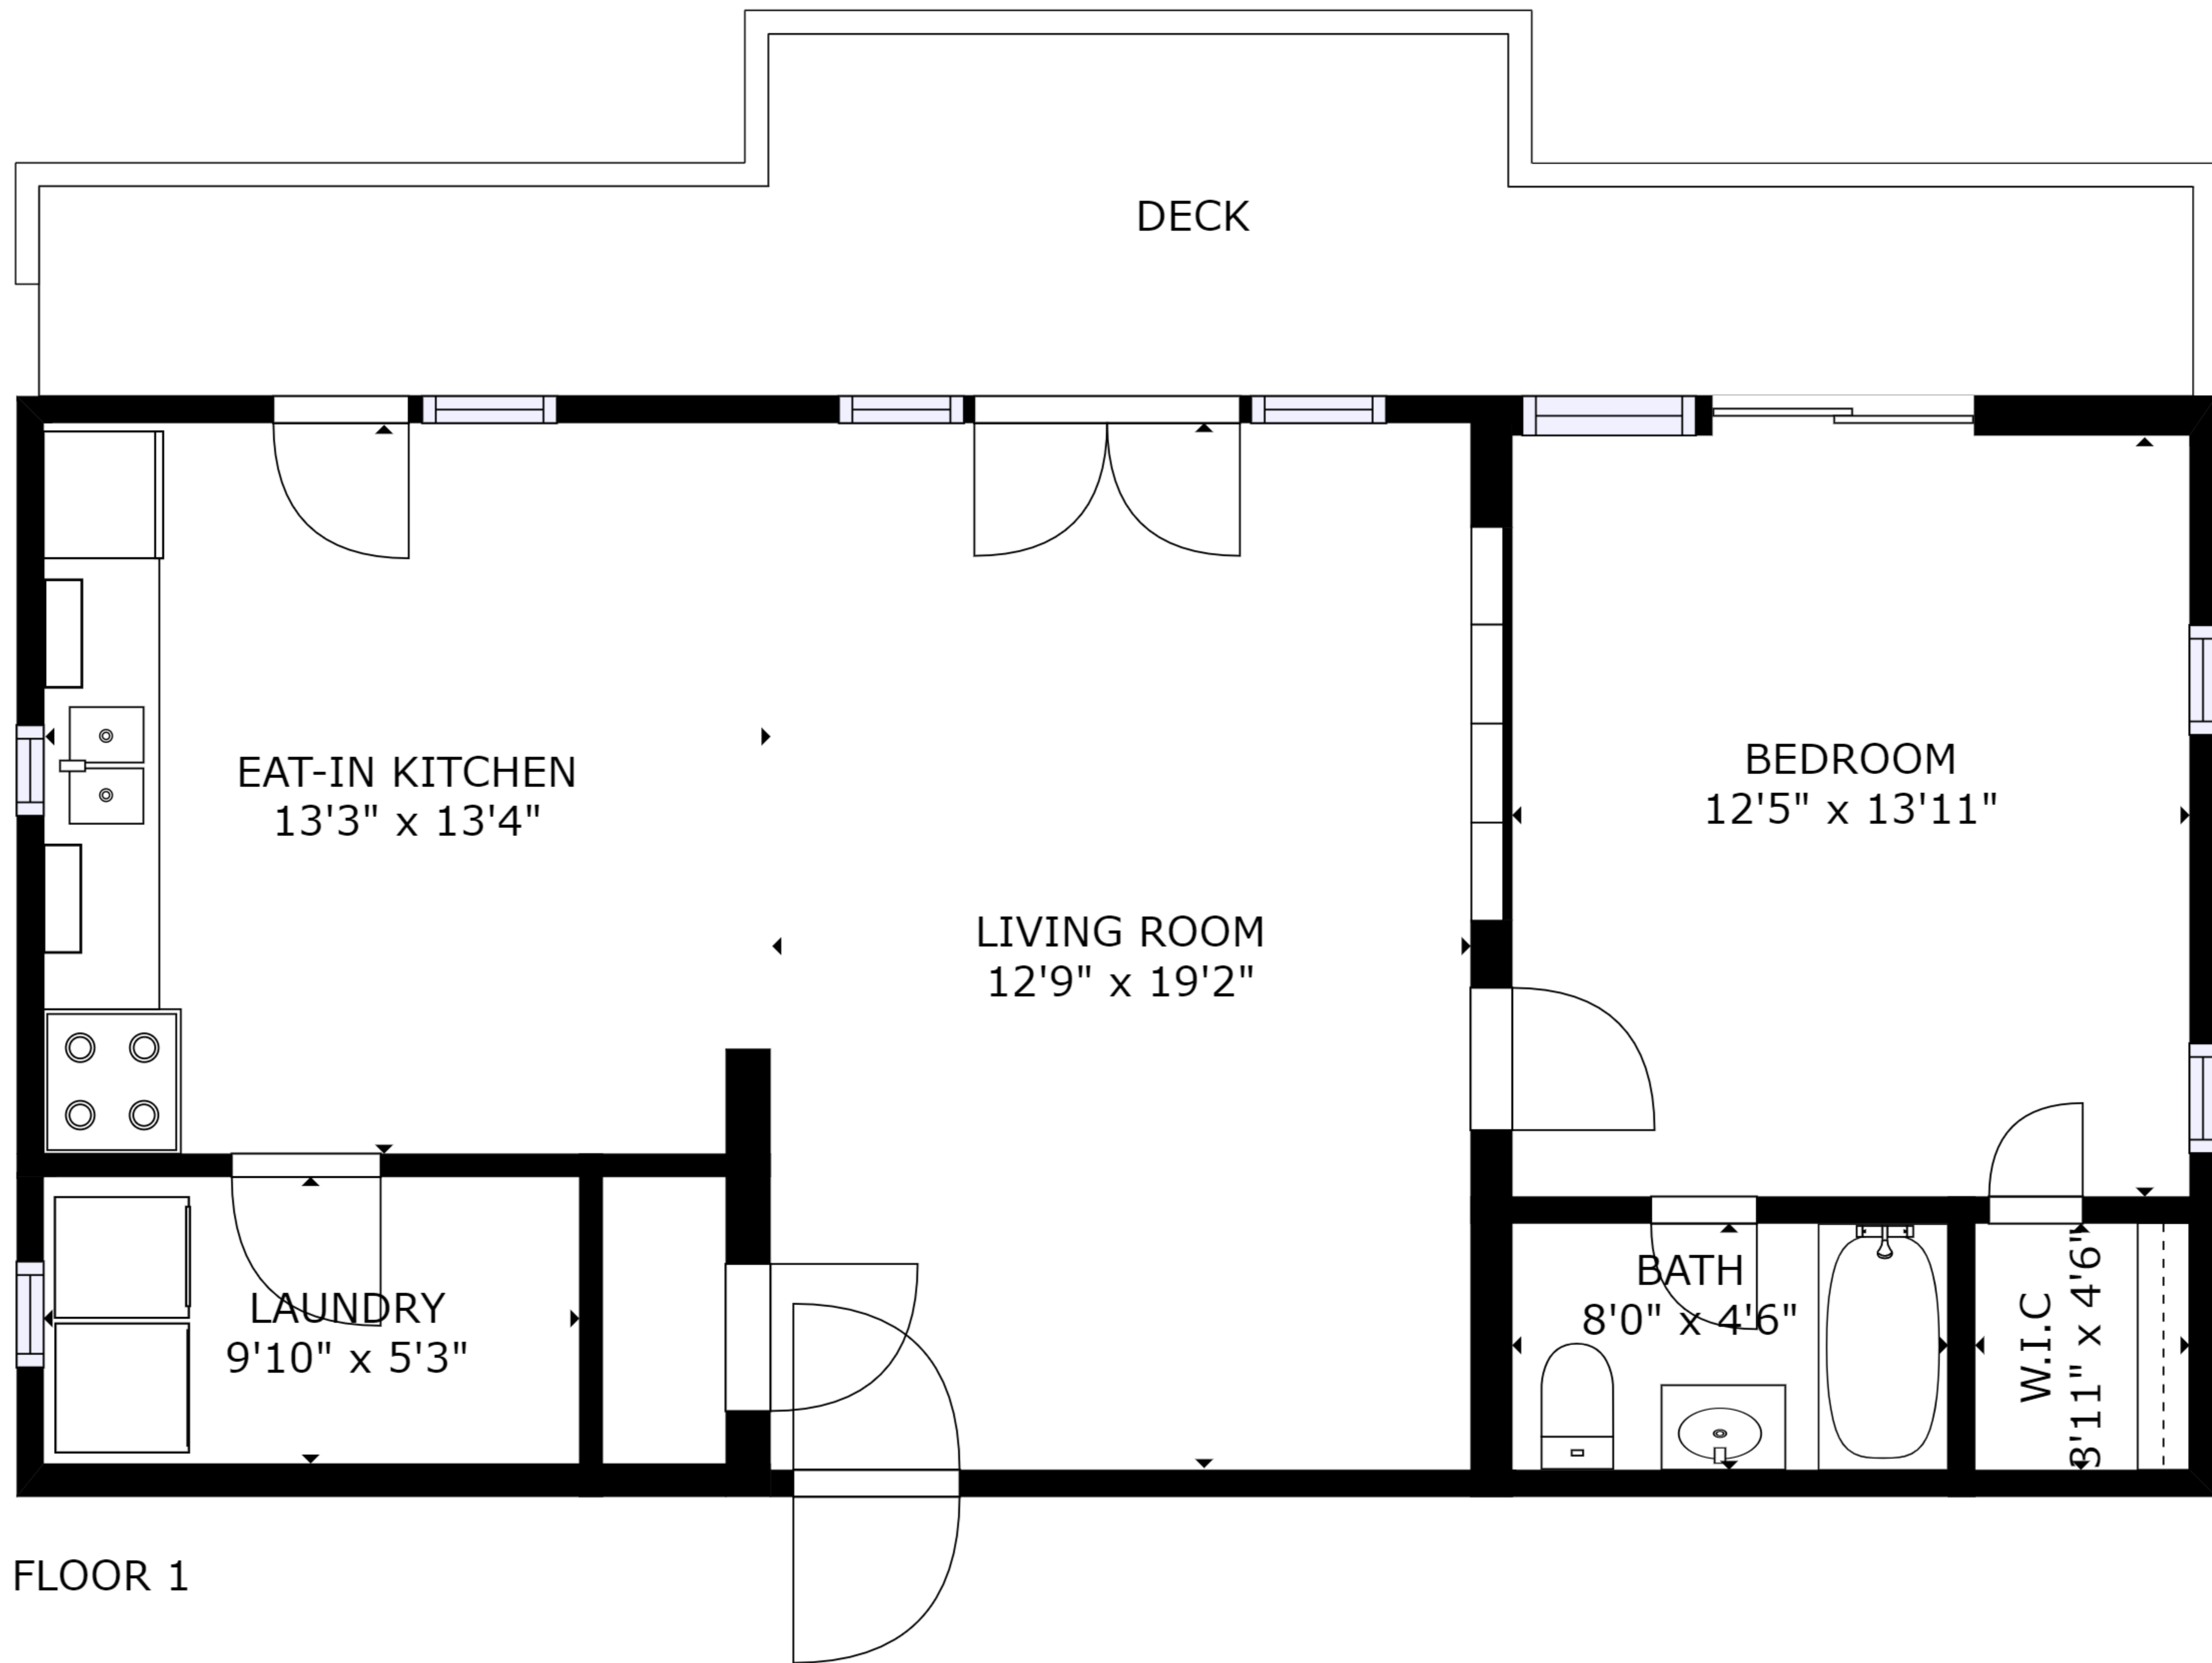 DECK
EAT-IN KITCHEN
13'3" x 13'4"
BEDROOM
12'5" x 13'11"
LIVING ROOM
12'9" x 19'2"
LAUNDRY
9'10" x 5'3"
BATH
8'0" x 4'6"
W.I.C
3'11" x 4'6"
FLOOR 1